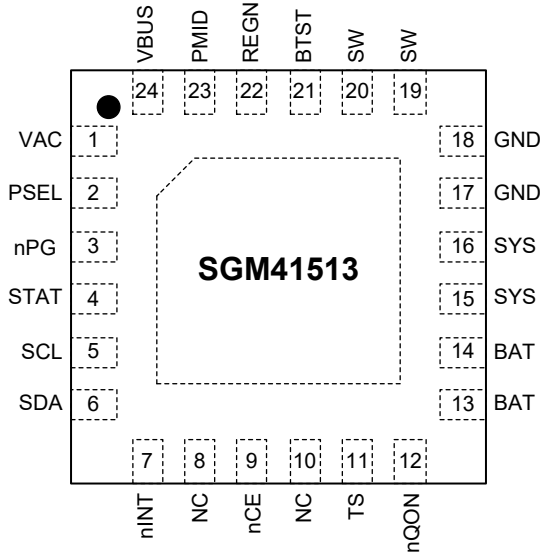 VBUS PMID REGN BTST SW SW
24 23 22 21 20 19
VAC 1 18 GND
PSEL 2 17 GND
nPG 3 16 SYS
SGM41513
STAT 4 15 SYS
SCL 5 14 BAT
SDA 6 13 BAT
7 8 9 10 11 12
nINT NC nCE NC TS nQON